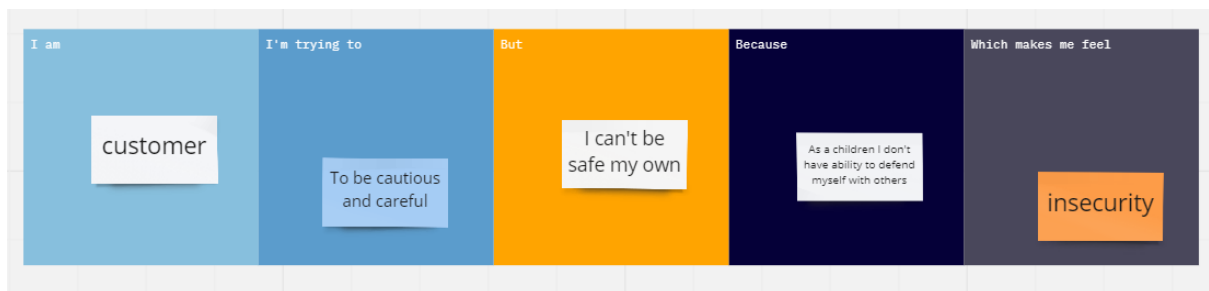 I am
customer
I'm trying to
To be cautious
and careful
But
I can't be
safe my own
Because
As a children I don't
have ability to defend
myself with others
Which makes me feel
insecurity